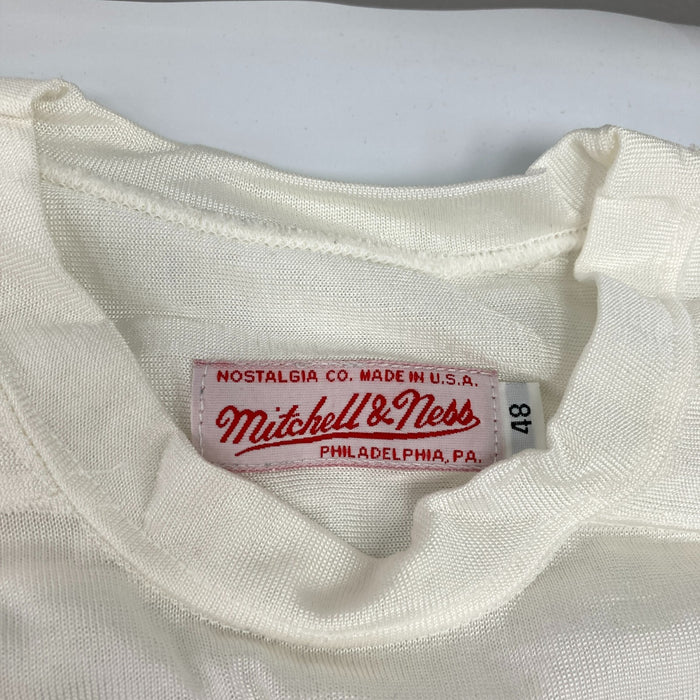 NOSTALGIA CO. MADE IN U.S.A.
Mitchell & Ness
PHILADELPHIA, PA.
48